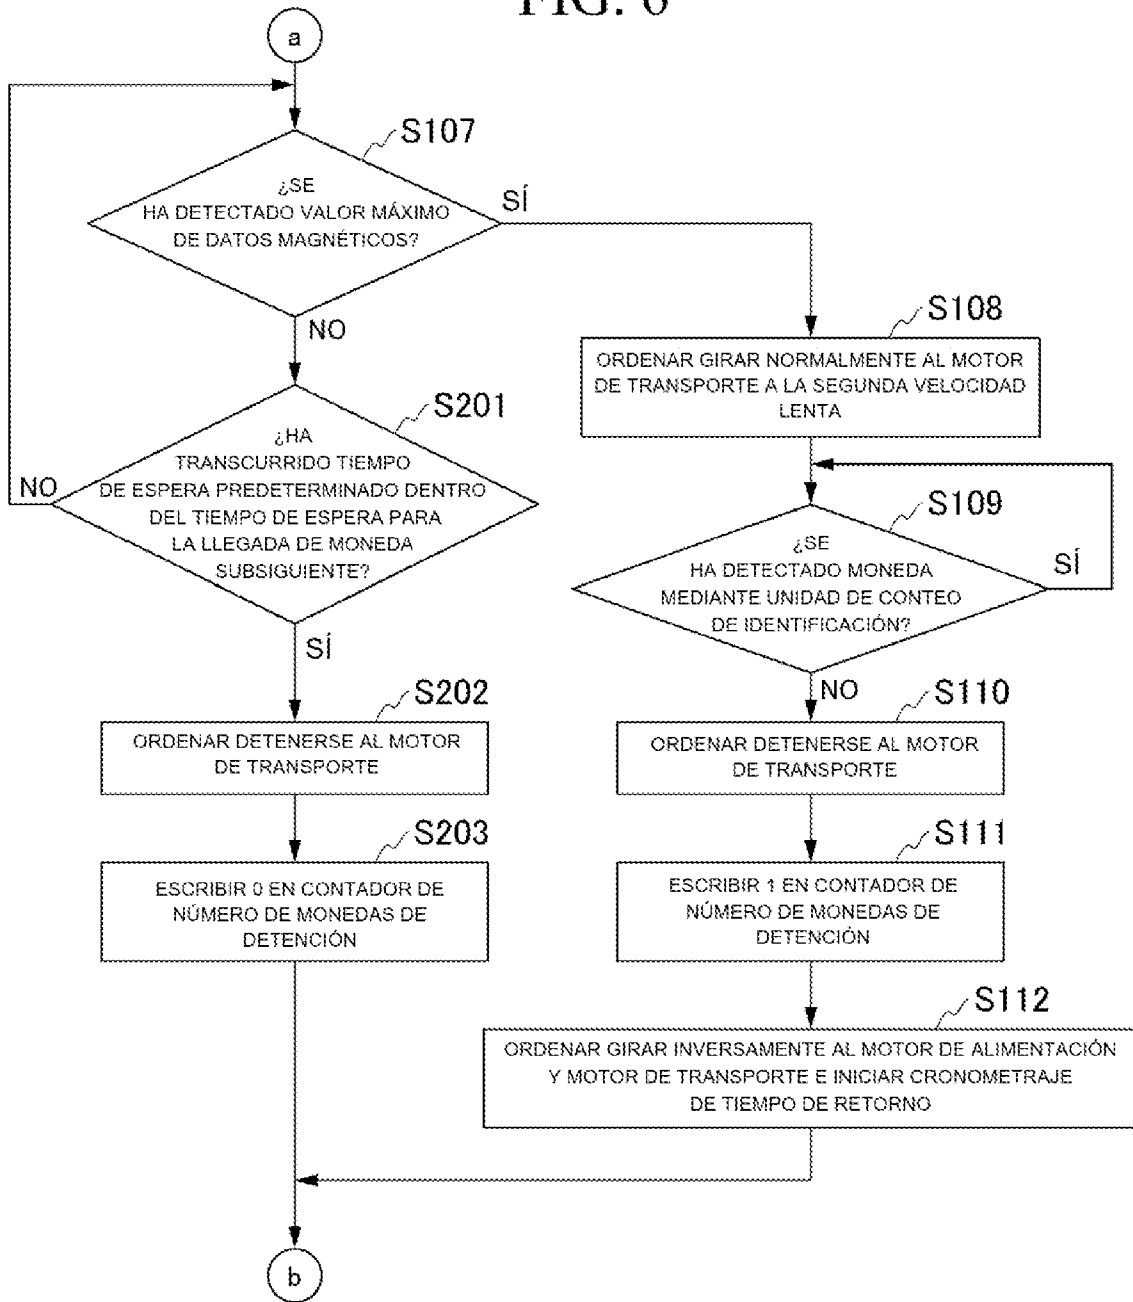 FIG. 6
a
S107
¿SE
HA DETECTADO VALOR MÁXIMO
DE DATOS MAGNÉTICOS?
SÍ
NO
S108
ORDENAR GIRAR NORMALMENTE AL MOTOR
DE TRANSPORTE A LA SEGUNDA VELOCIDAD
LENTA
S201
¿HA
TRANSCURRIDO TIEMPO
DE ESPERA PREDETERMINADO DENTRO
DEL TIEMPO DE ESPERA PARA
LA LLEGADA DE MONEDA
SUBSIGUIENTE?
NO
SÍ
S109
¿SE
HA DETECTADO MONEDA
MEDIANTE UNIDAD DE CONTEO
DE IDENTIFICACIÓN?
SÍ
NO
S202
ORDENAR DETENERSE AL MOTOR
DE TRANSPORTE
S110
ORDENAR DETENERSE AL MOTOR
DE TRANSPORTE
S203
ESCRIBIR 0 EN CONTADOR DE
NÚMERO DE MONEDAS DE
DETENCIÓN
S111
ESCRIBIR 1 EN CONTADOR DE
NÚMERO DE MONEDAS DE
DETENCIÓN
S112
ORDENAR GIRAR INVERSAMENTE AL MOTOR DE ALIMENTACIÓN
Y MOTOR DE TRANSPORTE E INICIAR CRONOMETRAJE
DE TIEMPO DE RETORNO
b